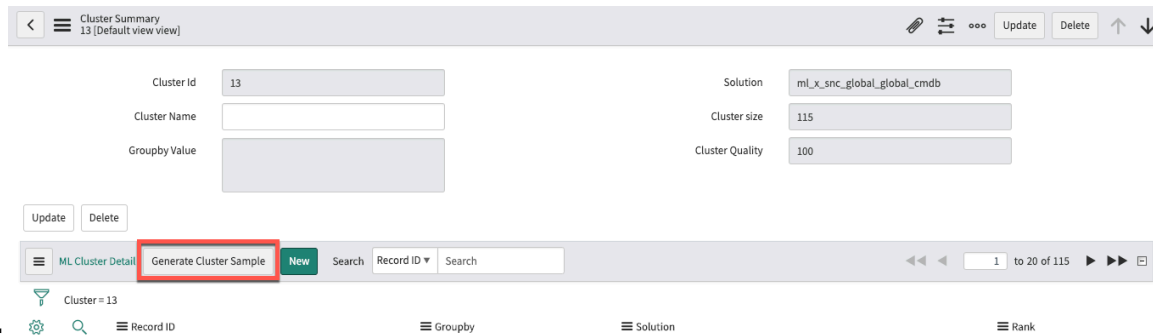 Cluster Summary
13 [Default view view]
Update Delete
Cluster Id 13 Solution ml_x_snc_global_global_cmdb
Cluster Name Cluster size 115
Groupby Value Cluster Quality 100
Update Delete
ML Cluster Detail Generate Cluster Sample New Search Record ID Search 1 to 20 of 115
Cluster = 13
Record ID Groupby Solution Rank